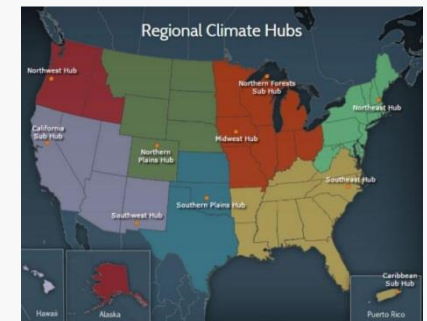 Regional Climate Hubs
Northwest Hub
Northern Forests
Sub Hub
Northeast Hub
California
Sub Hub
Midwest Hub
Northern
Plains Hub
Southeast Hub
Southern Plains Hub
Southwest Hub
Caribbean
Sub Hub
Hawaii
Alaska
Puerto Rico